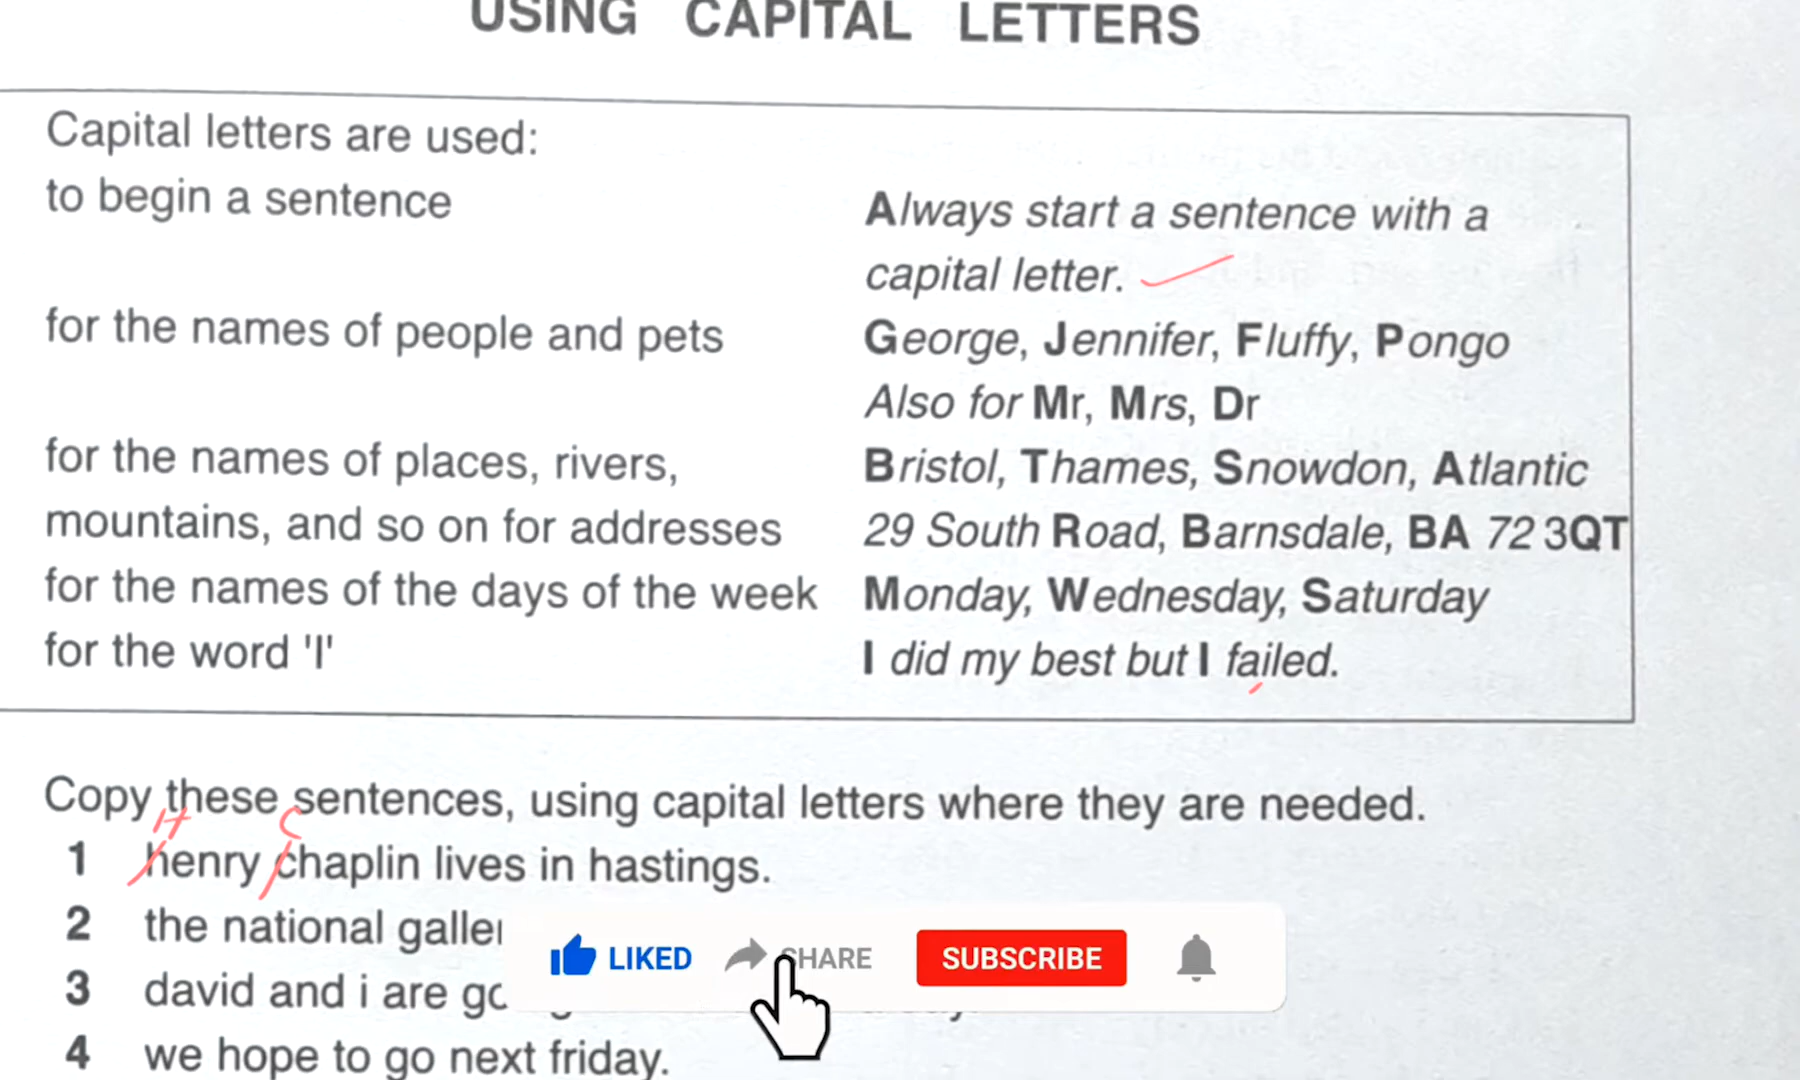 USING CAPITAL LETTERS
Capital letters are used:
to begin a sentence
Always start a sentence with a
capital letter.
for the names of people and pets
George, Jennifer, Fluffy, Pongo
Also for Mr, Mrs, Dr
for the names of places, rivers,
Bristol, Thames, Snowdon, Atlantic
mountains, and so on for addresses
29 South Road, Barnsdale, BA 72 3QT
for the names of the days of the week
Monday, Wednesday, Saturday
for the word 'I'
I did my best but I failed.
Copy these sentences, using capital letters where they are needed.
H C
1 henry chaplin lives in hastings.
2 the national
3 david and i are
4 we hope to go next friday.
LIKED SHARE SUBSCRIBE